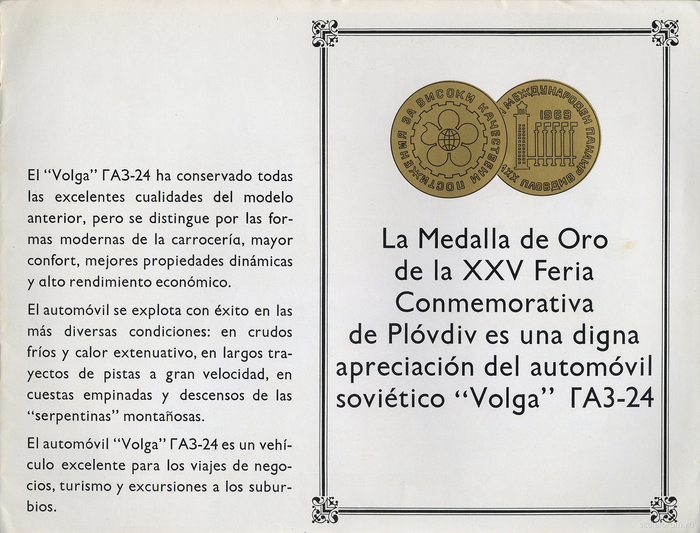 El “Volga” ГАЗ-24 ha conservado todas
las excelentes cualidades del modelo
anterior, pero se distingue por las for-
mas modernas de la carrocería, mayor
confort, mejores propiedades dinámicas
y alto rendimiento económico.
El automóvil se explota con éxito en las
más diversas condiciones: en crudos
fríos y calor extenuativo, en largos tra-
yectos de pistas a gran velocidad, en
cuestas empinadas y descensos de las
“serpentinas” montañosas.
El automóvil “Volga” ГАЗ-24 es un vehí-
culo excelente para los viajes de nego-
cios, turismo y excursiones a los subur-
bios.
ЗА ВИСОКИ КАЧЕСТВЕНИ ПОСТИЖЕНИЯ
МЕЖДУНАРОДЕН ПАНАИР ПЛОВДИВ XXV
1969
La Medalla de Oro
de la XXV Feria
Conmemorativa
de Plóvdiv es una digna
apreciación del automóvil
soviético “Volga” ГАЗ-24